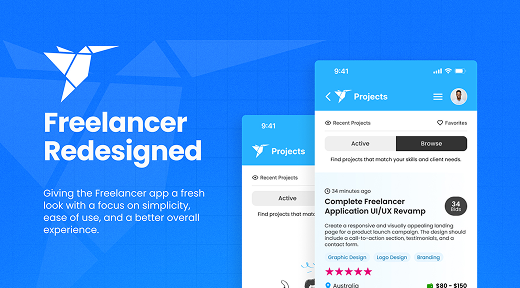 Freelancer
Redesigned
Giving the Freelancer app a fresh
look with a focus on simplicity,
ease of use, and a better overall
experience.
9:41
Projects
Recent Projects
Active
Find projects that mat
9:41
Projects
Recent Projects
Favorites
Active
Browse
Find projects that match your skills and client needs.
34 minutes ago
Complete Freelancer
Application UI/UX Revamp
34
Bids
Create a responsive and visually appealing landing
page for a product launch campaign. The design should
include a call-to-action section, testimonials, and a
contact form.
Graphic Design
Logo Design
Branding
Australia
$80 - $150